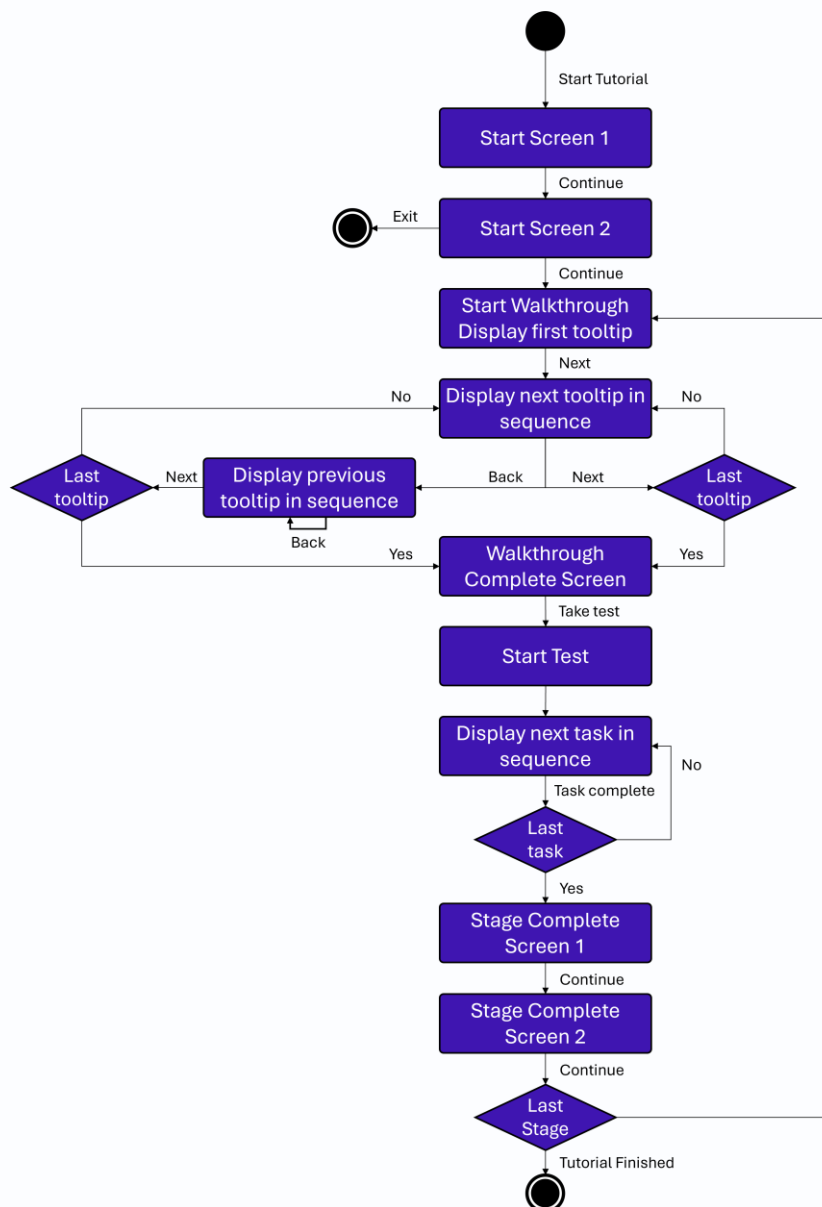 Start Tutorial
Start Screen 1
Continue
Exit
Start Screen 2
Continue
Start Walkthrough
Display first tooltip
Next
No
Display next tooltip in
sequence
No
Last
tooltip
Next
Display previous
tooltip in sequence
Back
Next
Last
tooltip
Back
Yes
Walkthrough
Complete Screen
Yes
Take test
Start Test
Display next task in
sequence
No
Task complete
Last
task
Yes
Stage Complete
Screen 1
Continue
Stage Complete
Screen 2
Continue
Last
Stage
Tutorial Finished